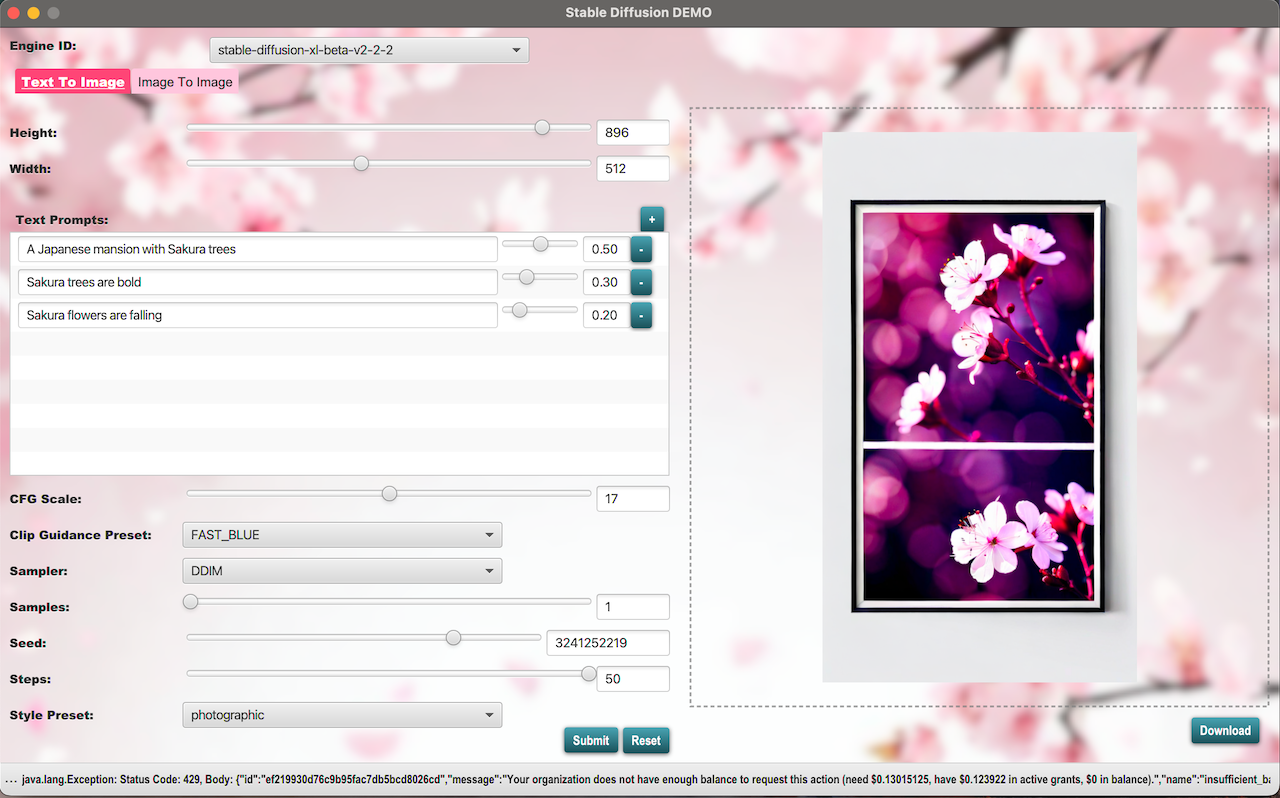 Stable Diffusion DEMO
Engine ID:
stable-diffusion-xl-beta-v2-2-2
Text To Image
Image To Image
Height:
896
Width:
512
Text Prompts:
+
A Japanese mansion with Sakura trees
0.50
-
Sakura trees are bold
0.30
-
Sakura flowers are falling
0.20
-
CFG Scale:
17
Clip Guidance Preset:
FAST_BLUE
Sampler:
DDIM
Samples:
1
Seed:
3241252219
Steps:
50
Style Preset:
photographic
Submit
Reset
Download
... java.lang.Exception: Status Code: 429, Body: {"id":"ef219930d76c9b95fac7db5bcd8026cd","message":"Your organization does not have enough balance to request this action (need $0.13015125, have $0.123922 in active grants, $0 in balance).","name":"insufficient_ba